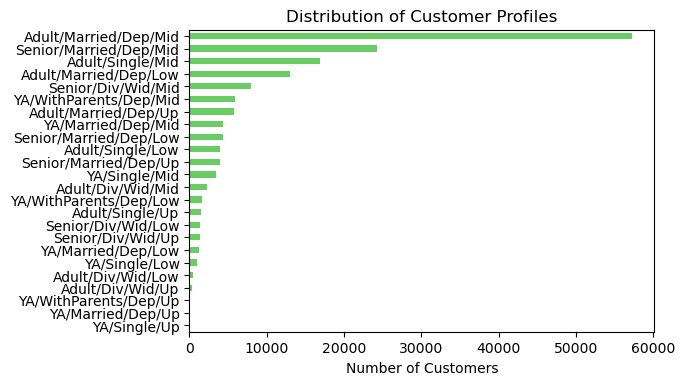 Distribution of Customer Profiles
Adult/Married/Dep/Mid
Senior/Married/Dep/Mid
Adult/Single/Mid
Adult/Married/Dep/Low
Senior/Div/Wid/Mid
YA/WithParents/Dep/Mid
Adult/Married/Dep/Up
YA/Married/Dep/Mid
Senior/Married/Dep/Low
Adult/Single/Low
Senior/Married/Dep/Up
YA/Single/Mid
Adult/Div/Wid/Mid
YA/WithParents/Dep/Low
Adult/Single/Up
Senior/Div/Wid/Low
Senior/Div/Wid/Up
YA/Married/Dep/Low
YA/Single/Low
Adult/Div/Wid/Low
Adult/Div/Wid/Up
YA/WithParents/Dep/Up
YA/Married/Dep/Up
YA/Single/Up
0 10000 20000 30000 40000 50000 60000
Number of Customers